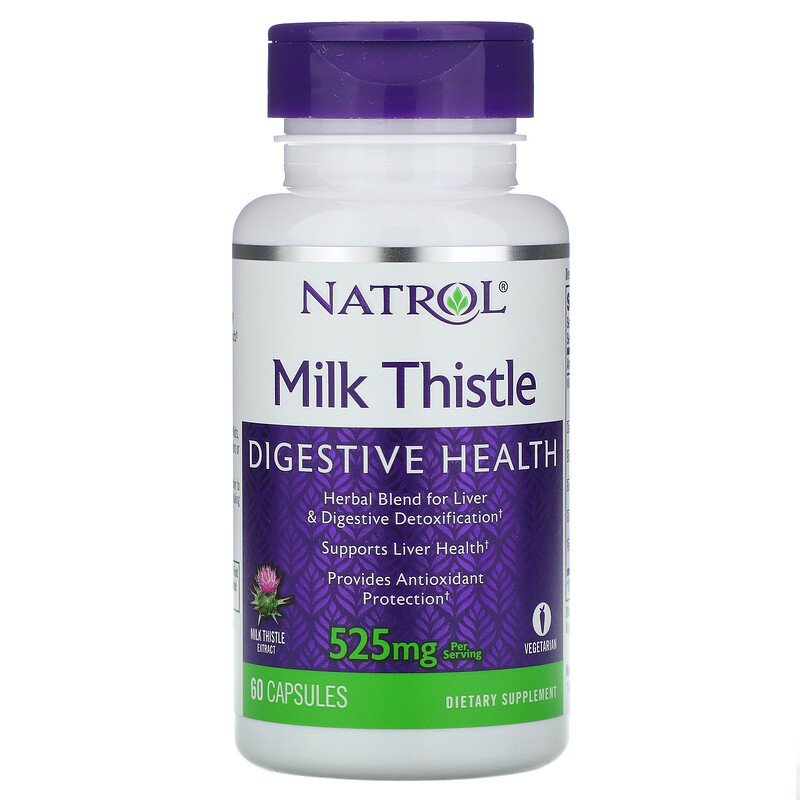 NATROL®
Milk Thistle
DIGESTIVE HEALTH
Herbal Blend for Liver
& Digestive Detoxification†
Supports Liver Health†
Provides Antioxidant
Protection†
MILK THISTLE
EXTRACT
525mg Per
Serving
VEGETARIAN
60 CAPSULES
DIETARY SUPPLEMENT